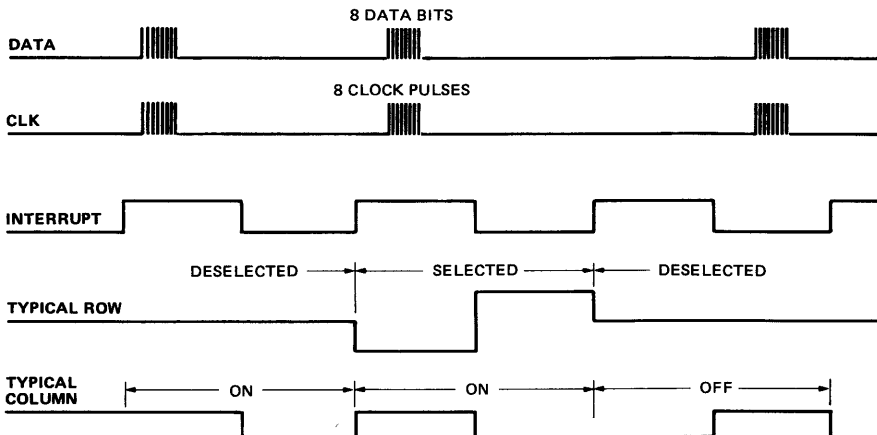 8 DATA BITS
DATA
8 CLOCK PULSES
CLK
INTERRUPT
DESELECTED SELECTED DESELECTED
TYPICAL ROW
TYPICAL
COLUMN
ON ON OFF